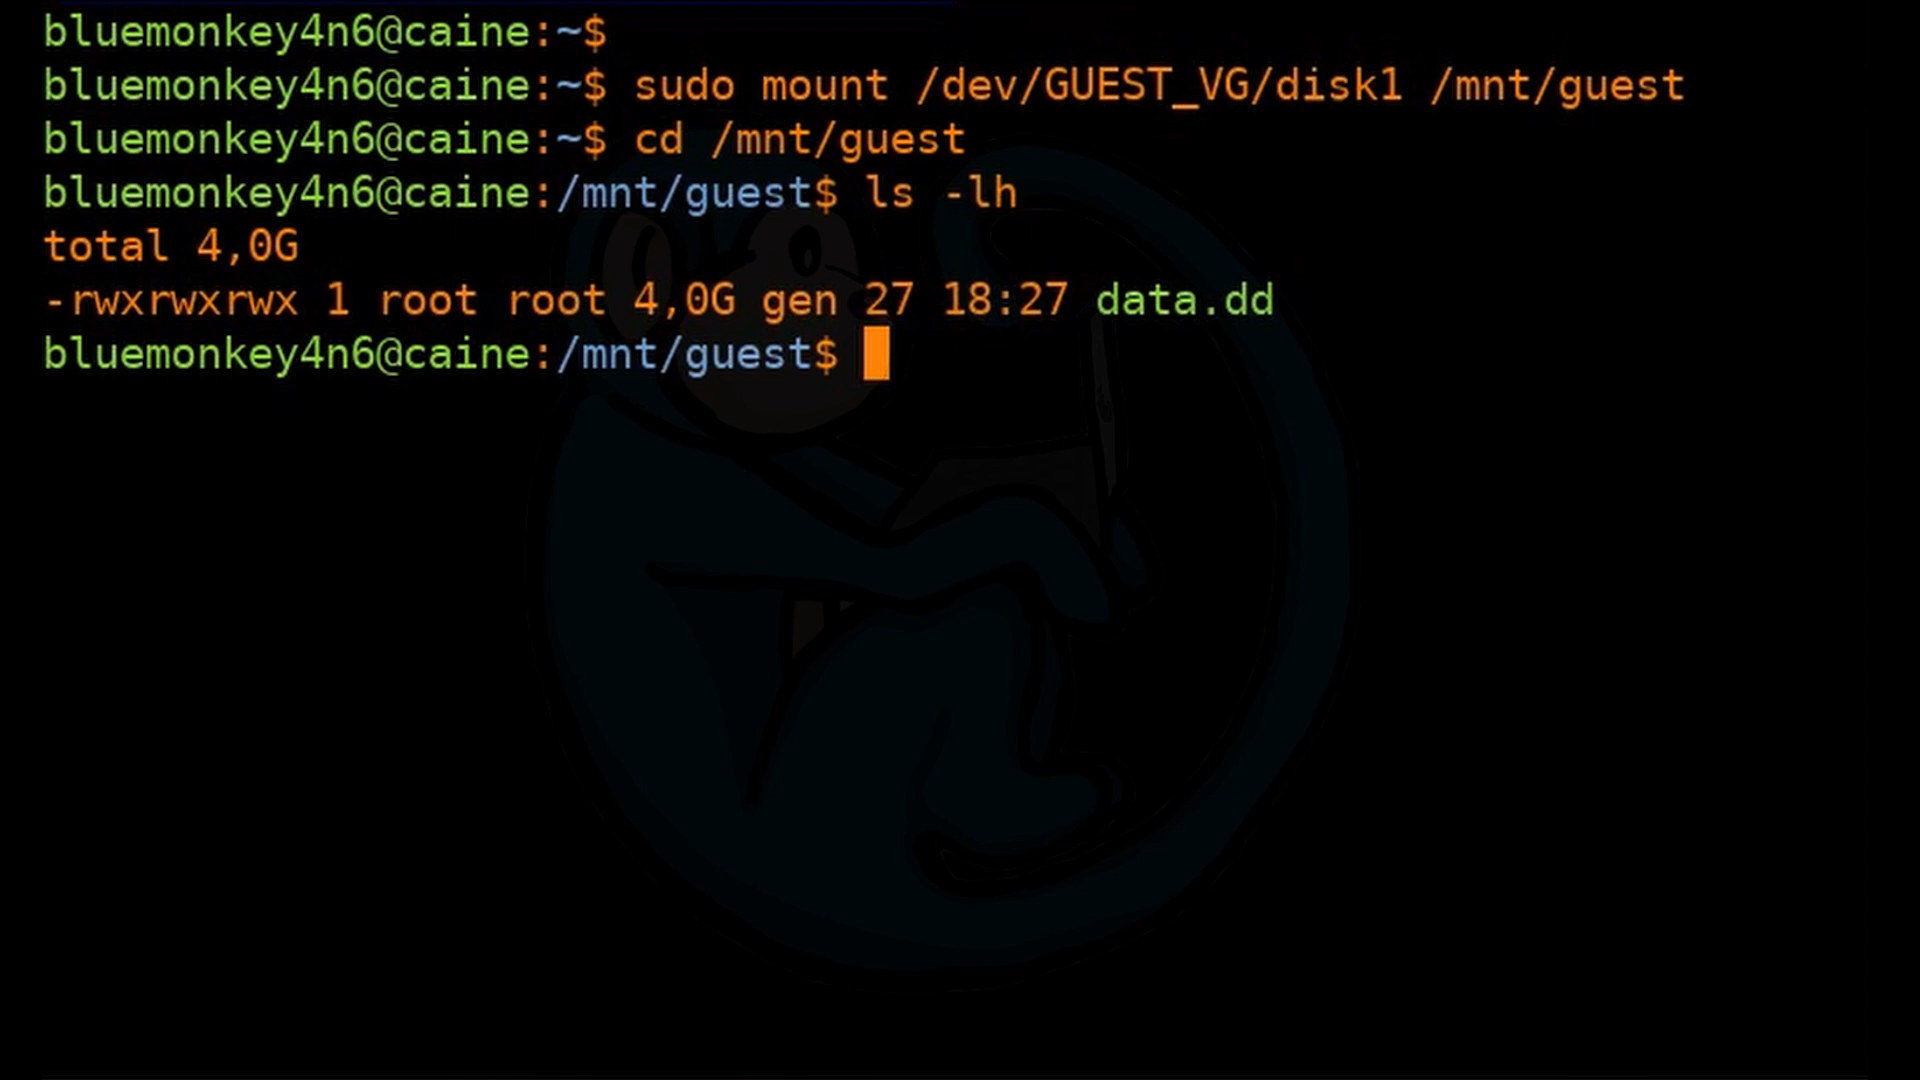 bluemonkey4n6@caine:~$
bluemonkey4n6@caine:~$ sudo mount /dev/GUEST_VG/disk1 /mnt/guest
bluemonkey4n6@caine:~$ cd /mnt/guest
bluemonkey4n6@caine:/mnt/guest$ ls -lh
total 4,0G
-rwxrwxrwx 1 root root 4,0G gen 27 18:27 data.dd
bluemonkey4n6@caine:/mnt/guest$